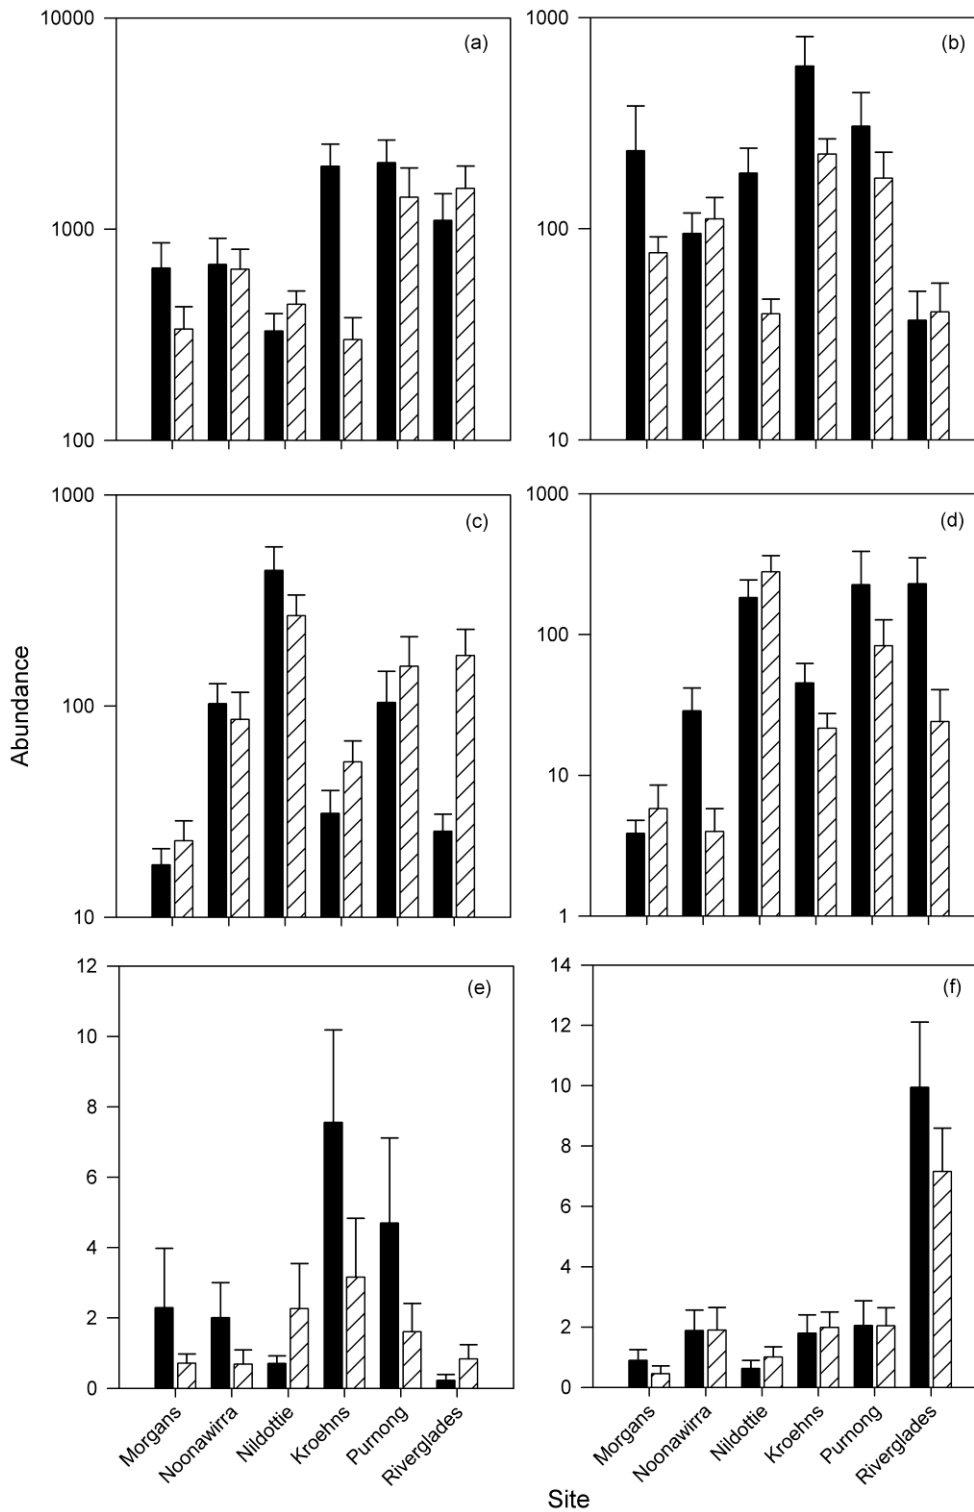 10000
1000
100
(a)
1000
100
10
(b)
1000
100
10
(c)
1000
100
10
1
(d)
Abundance
12
10
8
6
4
2
0
(e)
14
12
10
8
6
4
2
0
(f)
Morgans
Noonawirra
Nildottie
Kroehns
Purnong
Riverglades
Morgans
Noonawirra
Nildottie
Kroehns
Purnong
Riverglades
Site